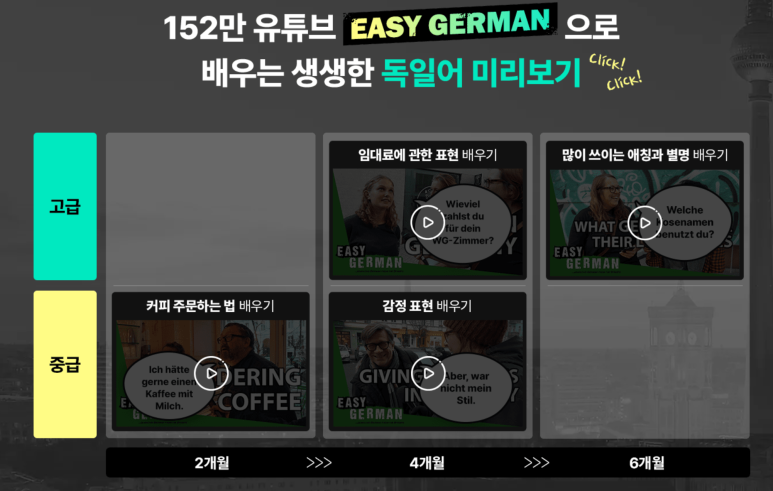 152만 유튜브 EASY GERMAN 으로
배우는 생생한 독일어 미리보기 Click!
Click!
고급
임대료에 관한 표현 배우기
Wieviel
zahlst du
für dein
WG-Zimmer?
EASY
GERMAN
많이 쓰이는 애칭과 별명 배우기
Welche
Kosenamen
benutzt du?
WHAT GE
THEIR LO
EASY
GERMAN
중급
커피 주문하는 법 배우기
Ich hätte
gerne einen
Kaffee mit
Milch.
DERING
COFFEE
EASY
GERMAN
감정 표현 배우기
GIVING
IN
Aber, war
nicht mein
Stil.
EASY
GERMAN
2개월 >>> 4개월 >>> 6개월